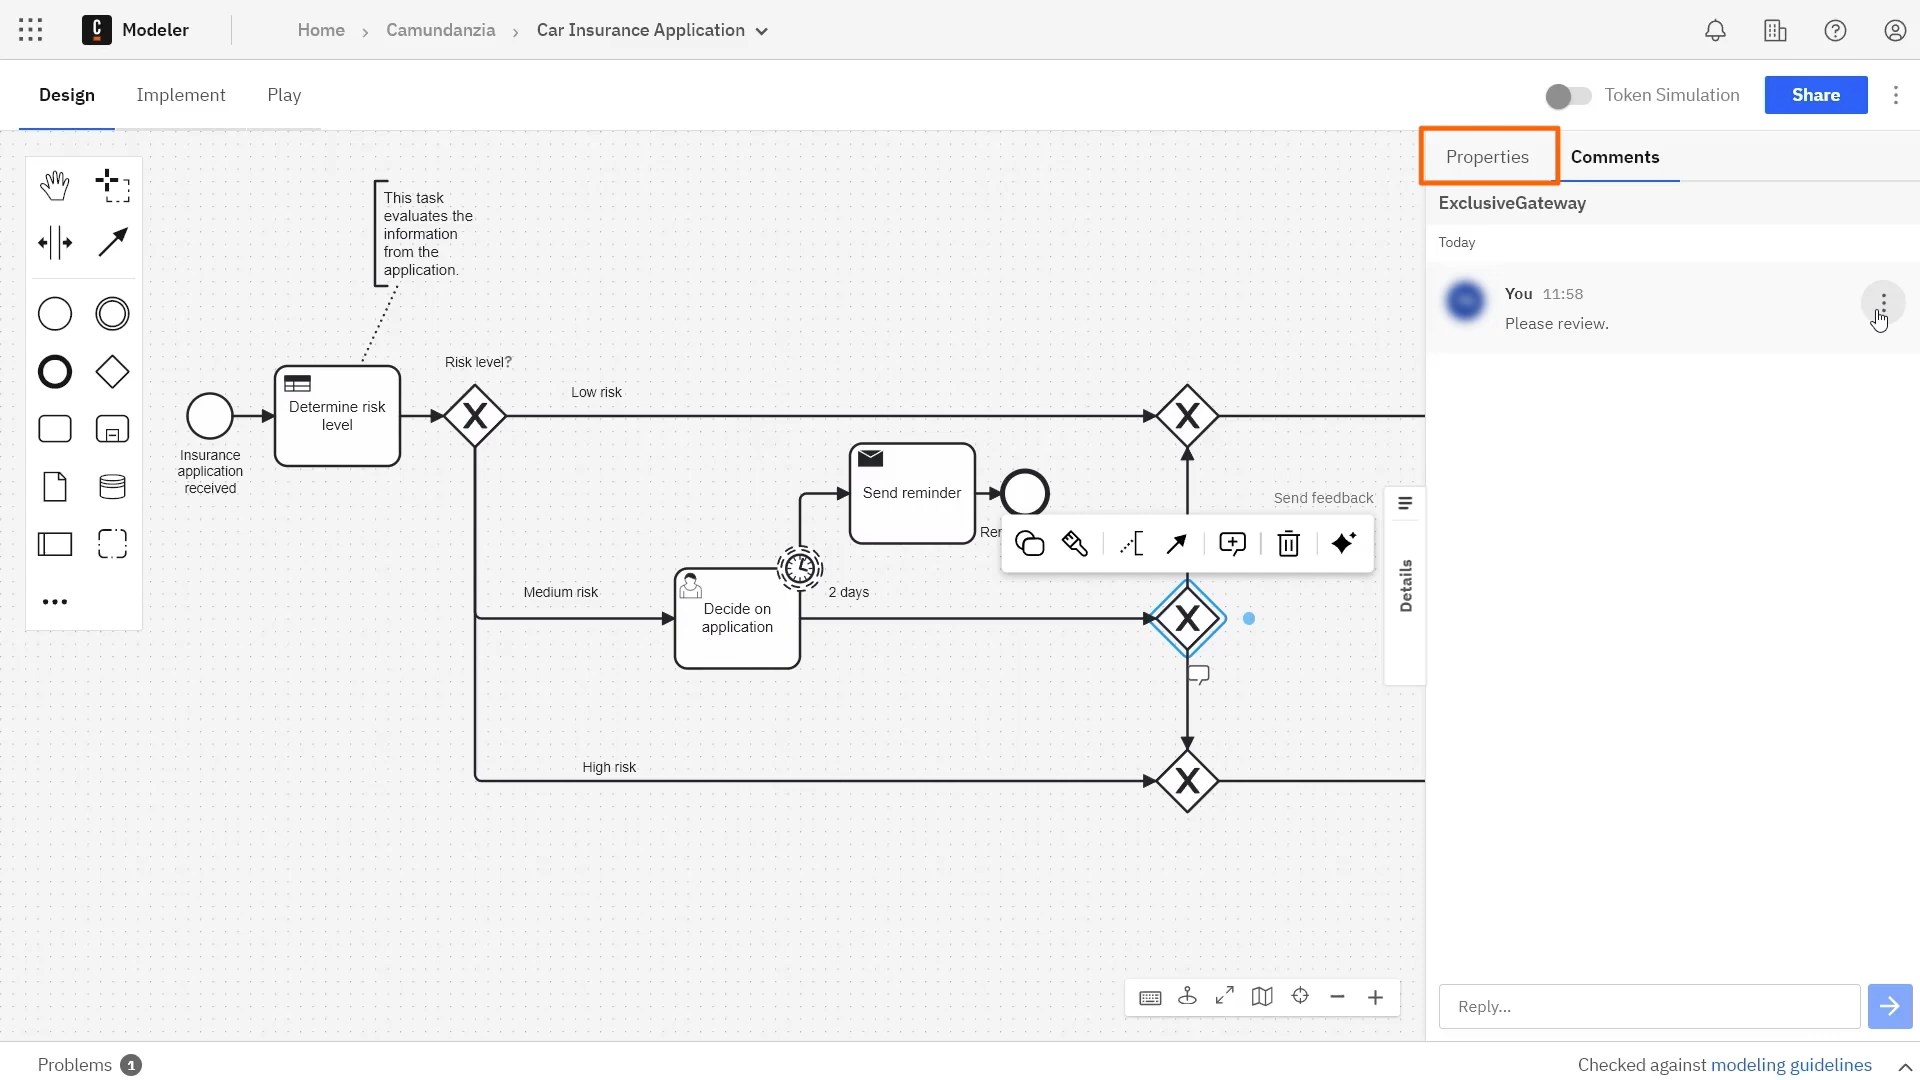 C Modeler
Home > Camundanzia > Car Insurance Application
Design Implement Play
Token Simulation
Share
Properties
Comments
ExclusiveGateway
Today
You 11:58
Please review.
This task
evaluates the
information
from the
application.
Risk level?
Low risk
Determine risk
level
Insurance
application
received
Send reminder
Send feedback
Rer
Medium risk
2 days
Decide on
application
Details
High risk
Reply...
Problems 1
Checked against modeling guidelines